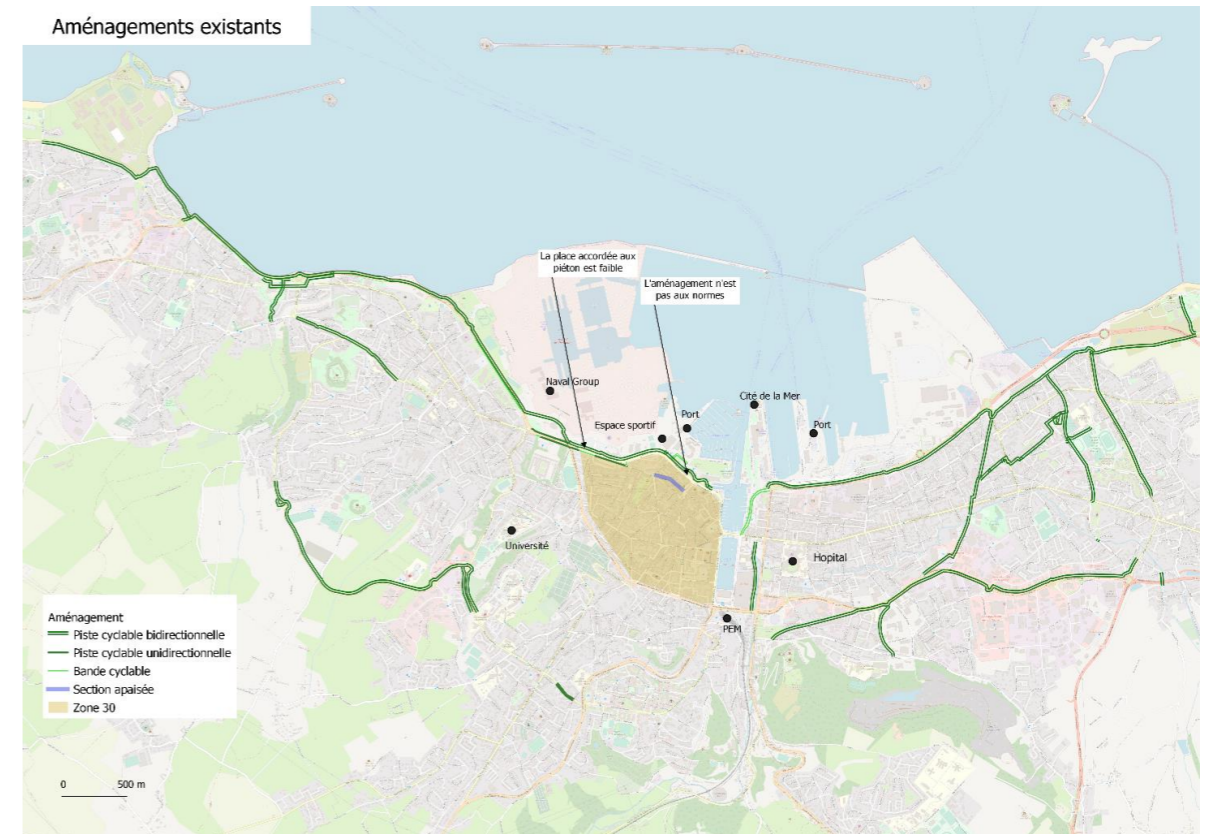 Aménagements existants
La place accordée aux
piéton est faible
L'aménagement n'est
pas aux normes
Naval Group
Cité de la Mer
Port
Port
Espace sportif
Université
Hopital
PEM
Aménagement
Piste cyclable bidirectionnelle
Piste cyclable unidirectionnelle
Bande cyclable
Section apaisée
Zone 30
0 500 m